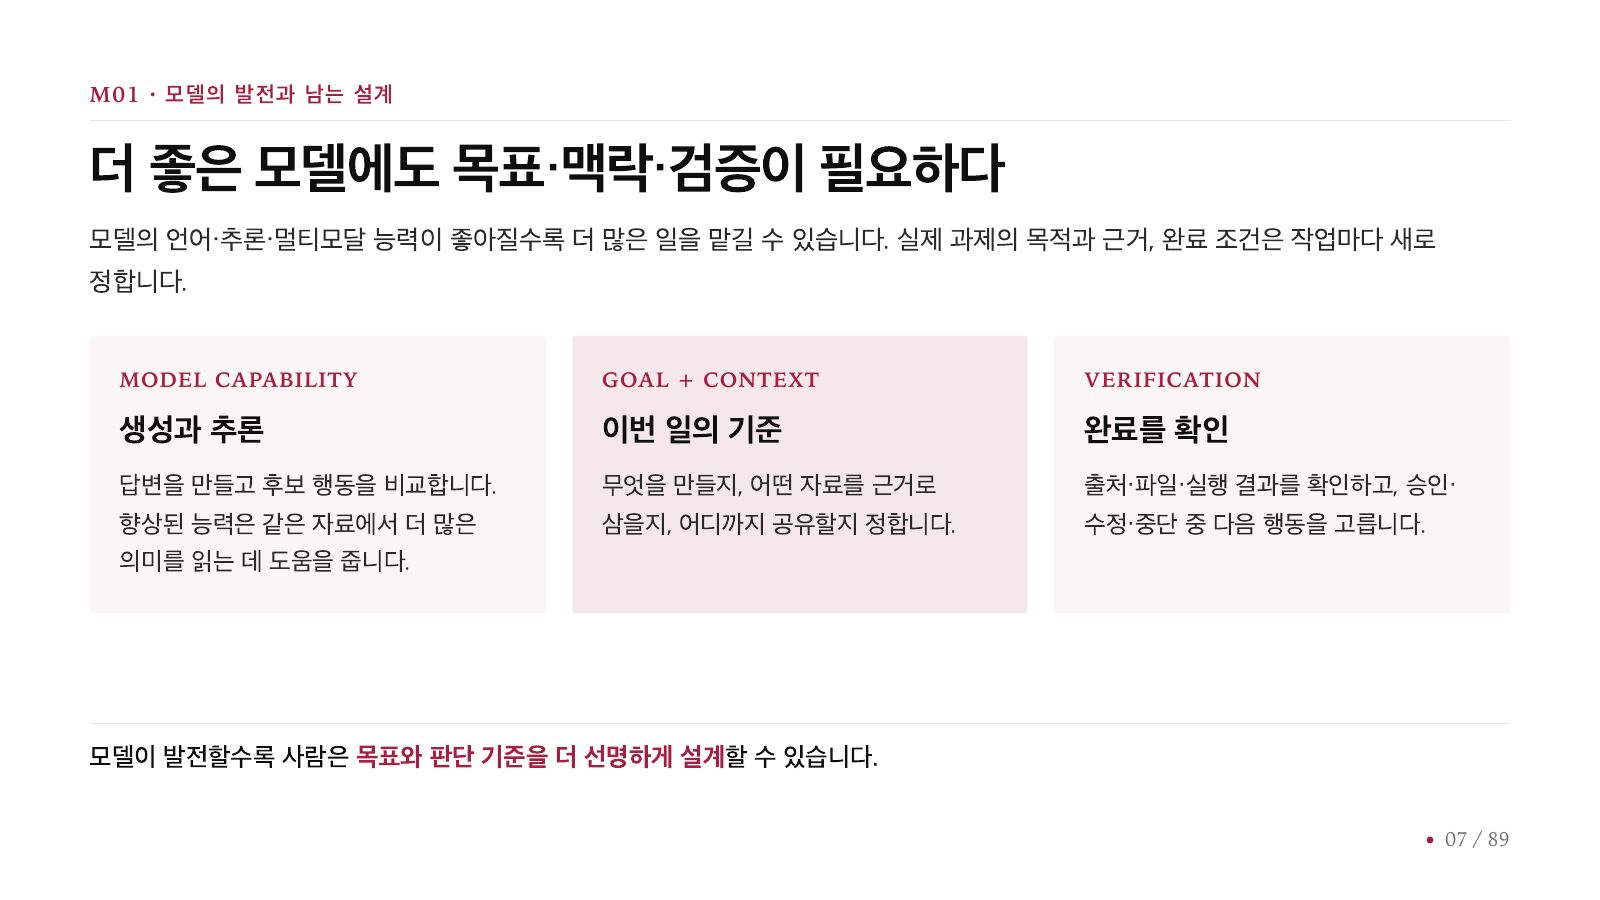 M01 · 모델의 발전과 남는 설계
더 좋은 모델에도 목표·맥락·검증이 필요하다
모델의 언어·추론·멀티모달 능력이 좋아질수록 더 많은 일을 맡길 수 있습니다. 실제 과제의 목적과 근거, 완료 조건은 작업마다 새로
정합니다.
MODEL CAPABILITY
생성과 추론
답변을 만들고 후보 행동을 비교합니다.
향상된 능력은 같은 자료에서 더 많은
의미를 읽는 데 도움을 줍니다.
GOAL + CONTEXT
이번 일의 기준
무엇을 만들지, 어떤 자료를 근거로
삼을지, 어디까지 공유할지 정합니다.
VERIFICATION
완료를 확인
출처·파일·실행 결과를 확인하고, 승인·
수정·중단 중 다음 행동을 고릅니다.
모델이 발전할수록 사람은 목표와 판단 기준을 더 선명하게 설계할 수 있습니다.
• 07 / 89